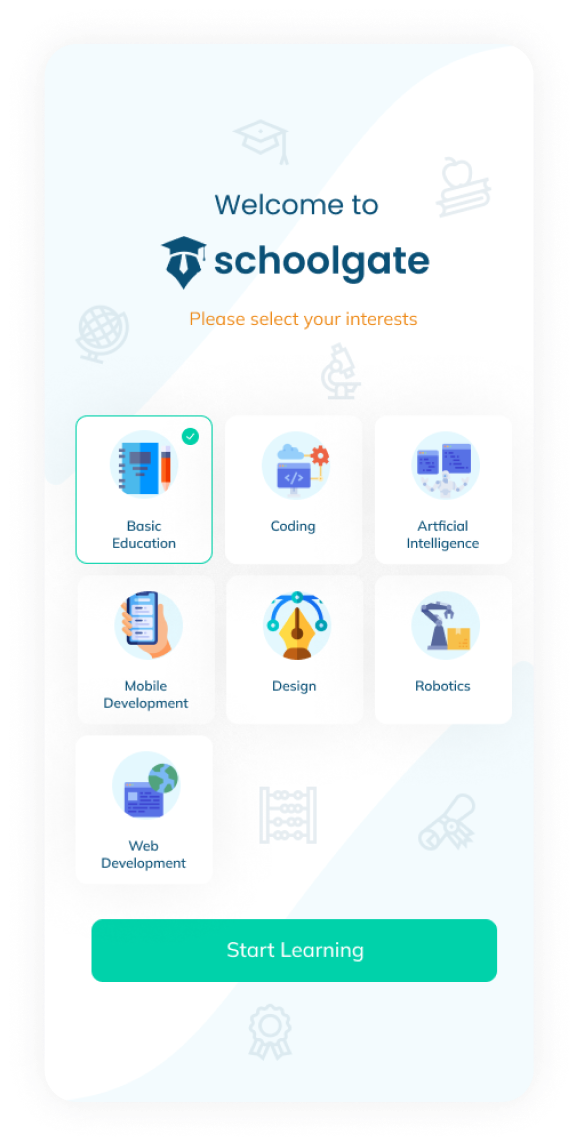 Welcome to
schoolgate
Please select your interests
Basic
Education
Coding
Artficial
Intelligence
Mobile
Development
Design
Robotics
Web
Development
Start Learning